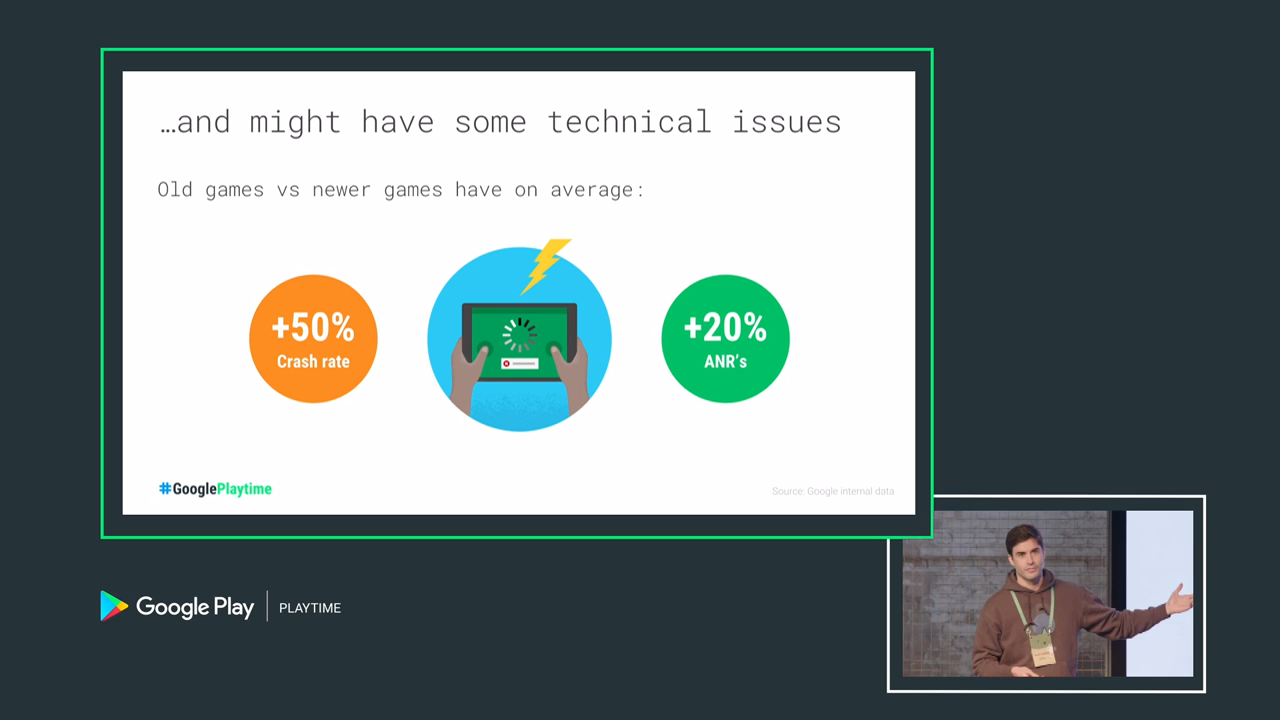 …and might have some technical issues
Old games vs newer games have on average:
+50%
Crash rate
+20%
ANR's
#GooglePlaytime
Source: Google internal data
Google Play | PLAYTIME